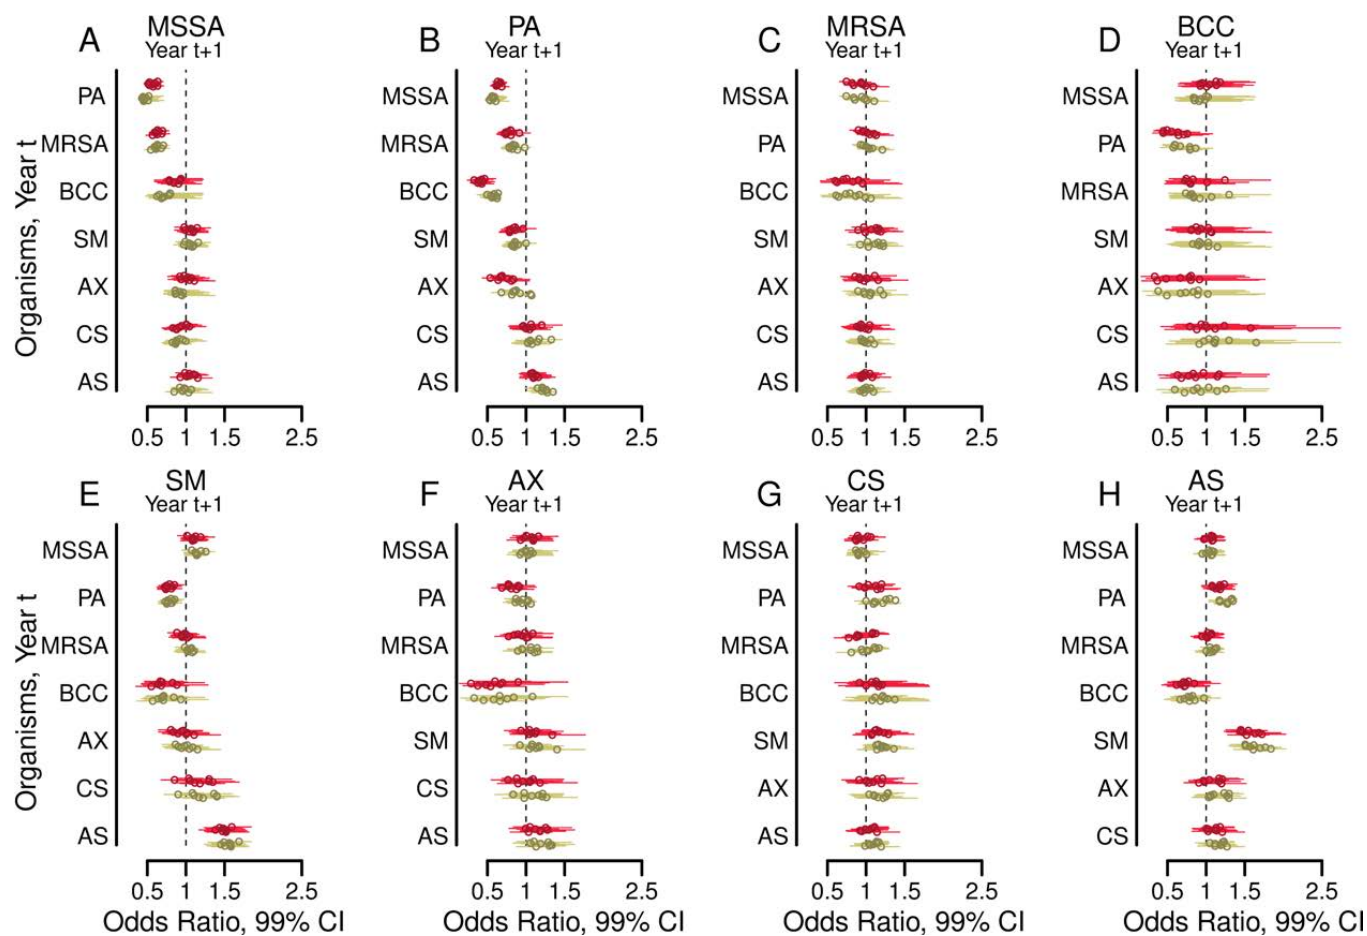 A MSSA
Year t+1
B PA
Year t+1
C MRSA
Year t+1
D BCC
Year t+1
Organisms, Year t
PA
MRSA
BCC
SM
AX
CS
AS
0.5 1 1.5 2.5
MSSA
MRSA
BCC
SM
AX
CS
AS
0.5 1 1.5 2.5
MSSA
PA
BCC
SM
AX
CS
AS
0.5 1 1.5 2.5
MSSA
PA
MRSA
SM
AX
CS
AS
0.5 1 1.5 2.5
E SM
Year t+1
F AX
Year t+1
G CS
Year t+1
H AS
Year t+1
Organisms, Year t
MSSA
PA
MRSA
BCC
AX
CS
AS
0.5 1 1.5 2.5
Odds Ratio, 99% CI
MSSA
PA
MRSA
BCC
SM
CS
AS
0.5 1 1.5 2.5
Odds Ratio, 99% CI
MSSA
PA
MRSA
BCC
SM
AX
AS
0.5 1 1.5 2.5
Odds Ratio, 99% CI
MSSA
PA
MRSA
BCC
SM
AX
CS
0.5 1 1.5 2.5
Odds Ratio, 99% CI